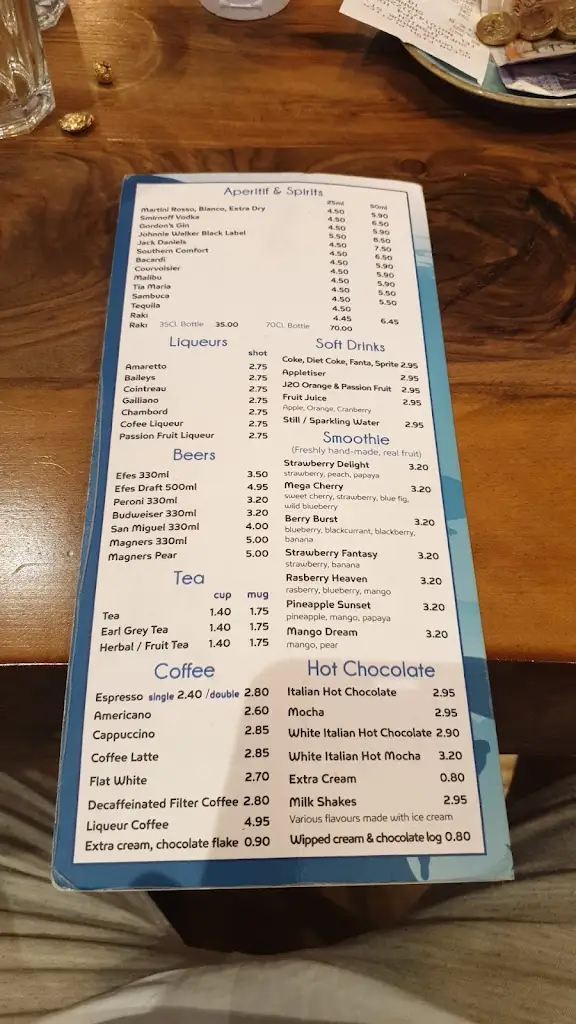 Aperitif & Spirits
25ml 50ml
Martini Rosso, Bianco, Extra Dry 4.50 5.90
Smirnoff Vodka 4.50 6.50
Gordon's Gin 4.50 5.90
Johnnie Walker Black Label 5.50 8.50
Jack Daniels 4.50 7.50
Southern Comfort 4.50 6.50
Bacardi 4.50 5.90
Courvoisier 4.50
Malibu 4.50 5.90
Tia Maria 4.50 5.50
Sambuca 4.50 5.50
Tequila 4.50
Raki 4.45 6.45
Raki 35Cl. Bottle 35.00 70Cl. Bottle 70.00
Liqueurs
shot
Amaretto 2.75
Baileys 2.75
Cointreau 2.75
Galliano 2.75
Chambord 2.75
Cofee Liqueur 2.75
Passion Fruit Liqueur 2.75
Beers
Efes 330ml 3.50
Efes Draft 500ml 4.95
Peroni 330ml 3.20
Budweiser 330ml 3.20
San Miguel 330ml 4.00
Magners 330ml 5.00
Magners Pear 5.00
Tea
cup mug
Tea 1.40 1.75
Earl Grey Tea 1.40 1.75
Herbal / Fruit Tea 1.40 1.75
Coffee
Espresso single 2.40 /double 2.80
Americano 2.60
Cappuccino 2.85
Coffee Latte 2.85
Flat White 2.70
Decaffeinated Filter Coffee 2.80
Liqueur Coffee 4.95
Extra cream, chocolate flake 0.90
Soft Drinks
Coke, Diet Coke, Fanta, Sprite 2.95
Appletiser 2.95
J2O Orange & Passion Fruit 2.95
Fruit Juice 2.95
Apple, Orange, Cranberry
Still / Sparkling Water 2.95
Smoothie
(Freshly hand-made, real fruit)
Strawberry Delight 3.20
strawberry, peach, papaya
Mega Cherry 3.20
sweet cherry, strawberry, blue fig,
wild blueberry
Berry Burst 3.20
blueberry, blackcurrant, blackberry,
banana
Strawberry Fantasy 3.20
strawberry, banana
Rasberry Heaven 3.20
rasberry, blueberry, mango
Pineapple Sunset 3.20
pineapple, mango, papaya
Mango Dream 3.20
mango, pear
Hot Chocolate
Italian Hot Chocolate 2.95
Mocha 2.95
White Italian Hot Chocolate 2.90
White Italian Hot Mocha 3.20
Extra Cream 0.80
Milk Shakes 2.95
Various flavours made with ice cream
Wipped cream & chocolate log 0.80